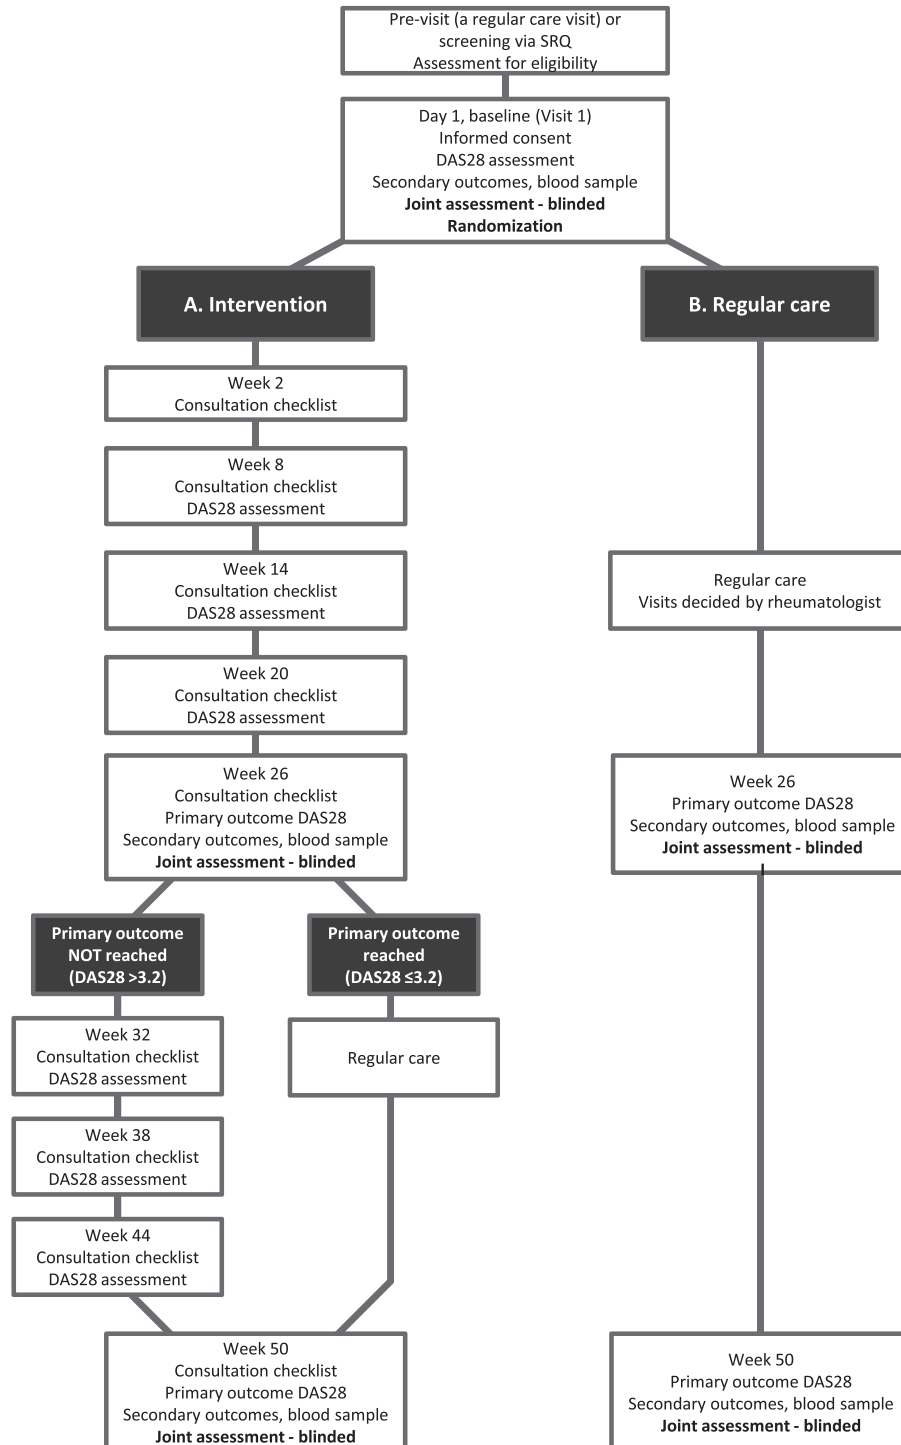 Pre-visit (a regular care visit) or
screening via SRQ
Assessment for eligibility
Day 1, baseline (Visit 1)
Informed consent
DAS28 assessment
Secondary outcomes, blood sample
Joint assessment - blinded
Randomization
A. Intervention
Week 2
Consultation checklist
Week 8
Consultation checklist
DAS28 assessment
Week 14
Consultation checklist
DAS28 assessment
Week 20
Consultation checklist
DAS28 assessment
Week 26
Consultation checklist
Primary outcome DAS28
Secondary outcomes, blood sample
Joint assessment - blinded
Primary outcome
NOT reached
(DAS28 >3.2)
Week 32
Consultation checklist
DAS28 assessment
Week 38
Consultation checklist
DAS28 assessment
Week 44
Consultation checklist
DAS28 assessment
Primary outcome
reached
(DAS28 ≤3.2)
Regular care
Week 50
Consultation checklist
Primary outcome DAS28
Secondary outcomes, blood sample
Joint assessment - blinded
B. Regular care
Regular care
Visits decided by rheumatologist
Week 26
Primary outcome DAS28
Secondary outcomes, blood sample
Joint assessment - blinded
Week 50
Primary outcome DAS28
Secondary outcomes, blood sample
Joint assessment - blinded